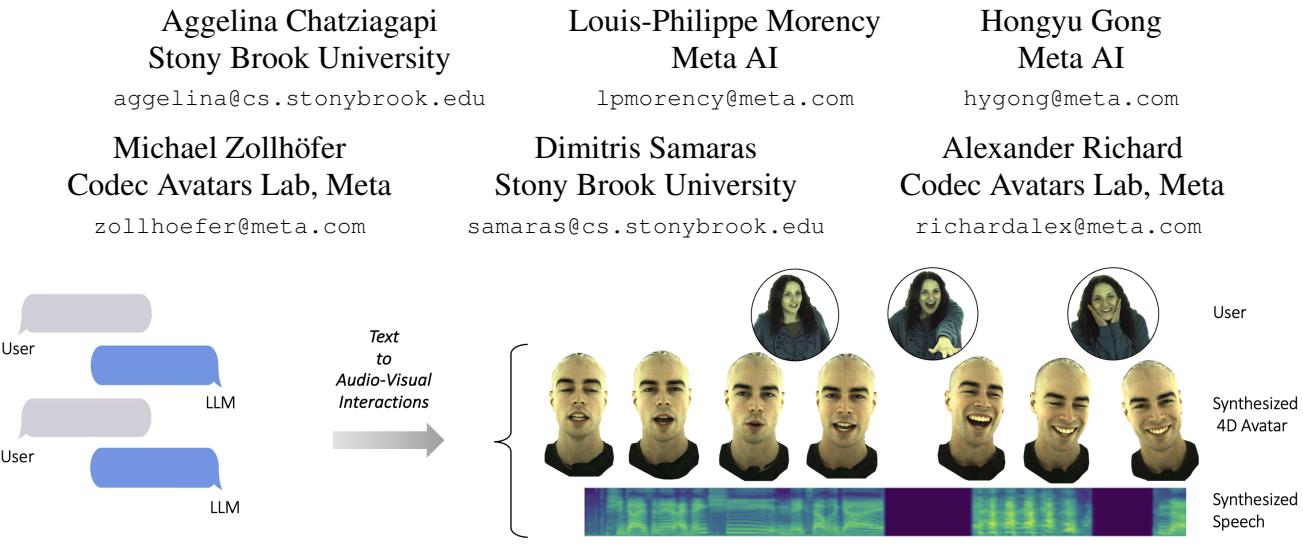 Aggelina Chatziagapi
Stony Brook University
aggelina@cs.stonybrook.edu
Louis-Philippe Morency
Meta AI
lpmorency@meta.com
Hongyu Gong
Meta AI
hygong@meta.com
Michael Zollhöfer
Codec Avatars Lab, Meta
zollhoefer@meta.com
Dimitris Samaras
Stony Brook University
samaras@cs.stonybrook.edu
Alexander Richard
Codec Avatars Lab, Meta
richardalex@meta.com
User
LLM
User
LLM
Text
to
Audio-Visual
Interactions
User
Synthesized
4D Avatar
Synthesized
Speech